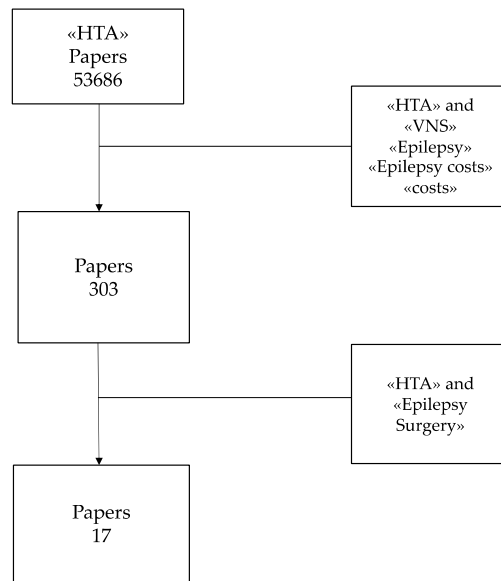 «HTA»
Papers
53686
«HTA» and
«VNS»
«Epilepsy»
«Epilepsy costs»
«costs»
Papers
303
«HTA» and
«Epilepsy
Surgery»
Papers
17